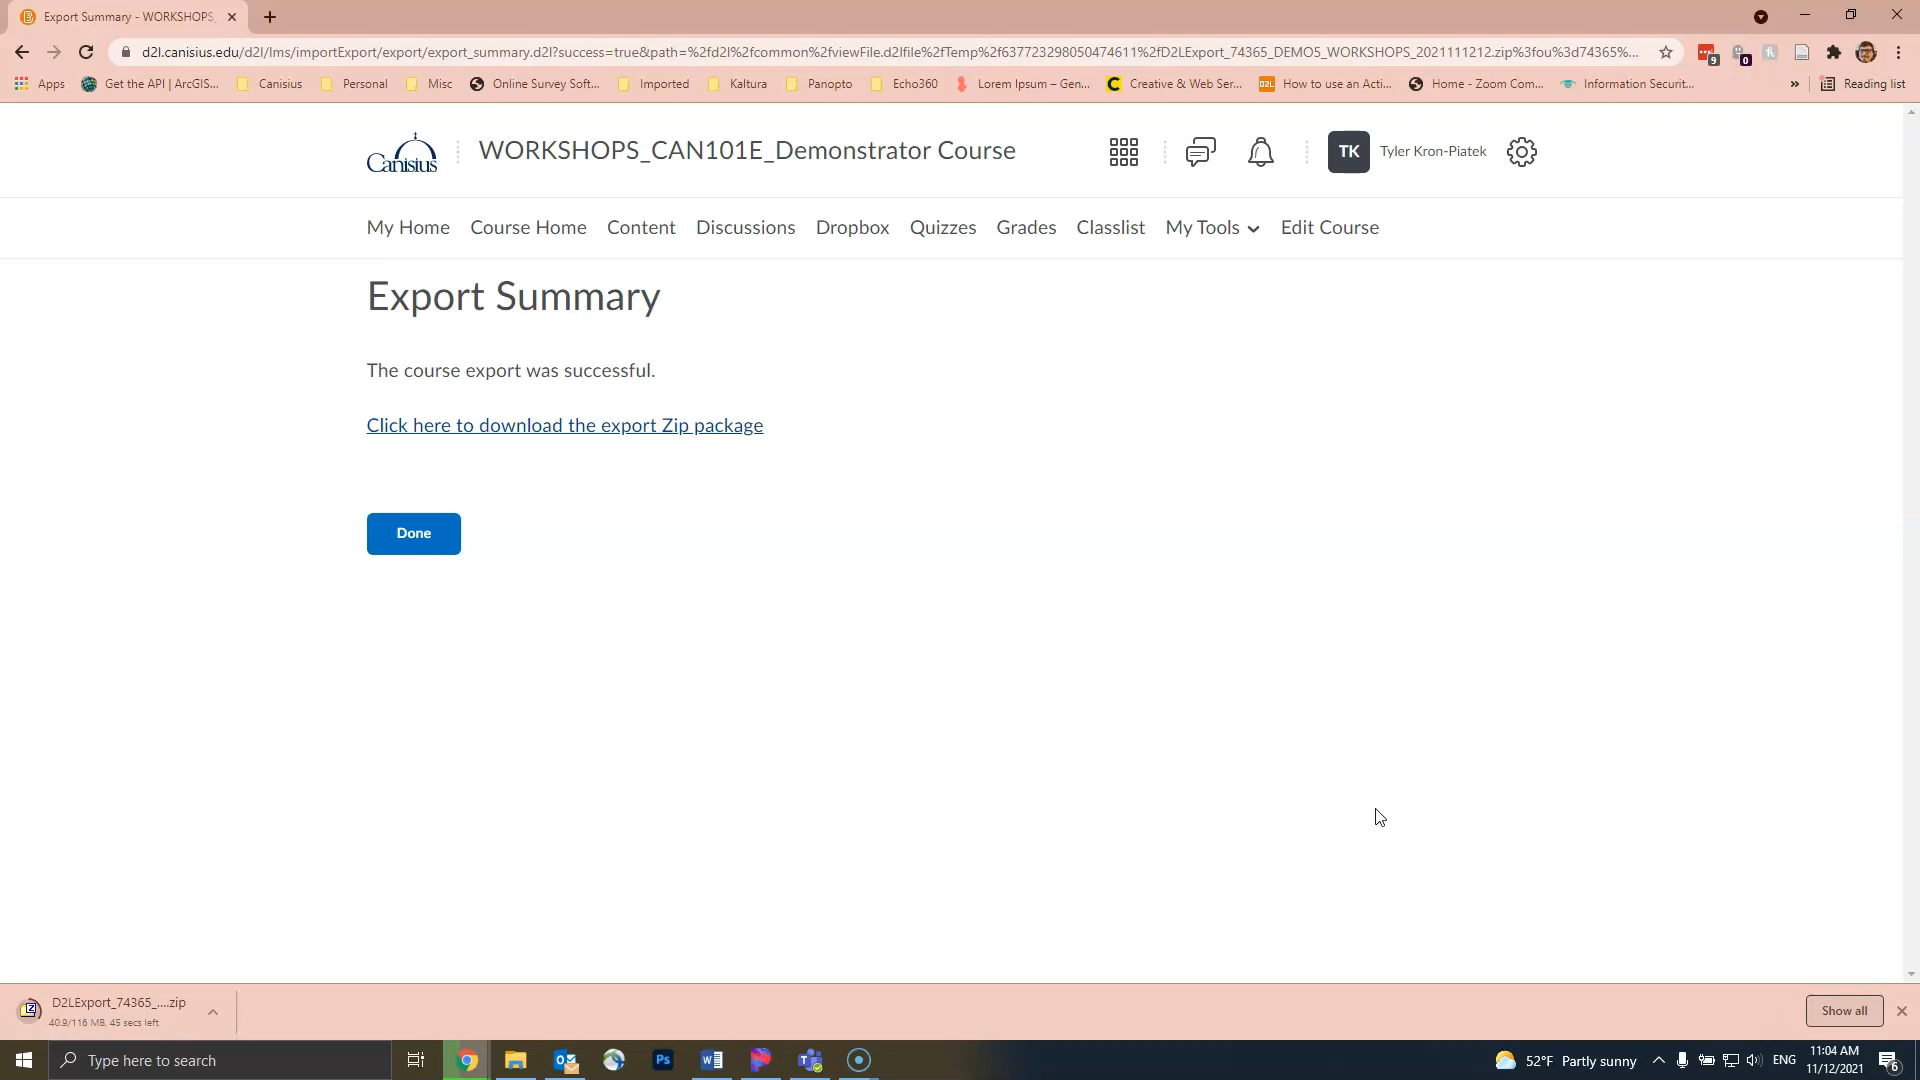 Export Summary - WORKSHOPS_
d2l.canisius.edu/d2l/lms/importExport/export/export_summary.d2l?success=true&path=%2fd2l%2fcommon%2fviewFile.d2lfile%2fTemp%2f637723298050474611%2fD2LExport_74365_DEMO5_WORKSHOPS_2021111212.zip%3fou%3d74365%...
9
0
Apps
Get the API | ArcGIS...
Canisius
Personal
Misc
Online Survey Soft...
Imported
Kaltura
Panopto
Echo360
Lorem Ipsum – Gen...
Creative & Web Ser...
D2L
How to use an Acti...
Home - Zoom Com...
Information Securit...
»
Reading list
Canisius
WORKSHOPS_CAN101E_Demonstrator Course
TK
Tyler Kron-Piatek
My Home
Course Home
Content
Discussions
Dropbox
Quizzes
Grades
Classlist
My Tools
Edit Course
Export Summary
The course export was successful.
Click here to download the export Zip package
Done
D2LExport_74365_....zip
40.9/116 MB, 45 secs left
Show all
Type here to search
Ps
52°F Partly sunny
ENG
11:04 AM
11/12/2021
6